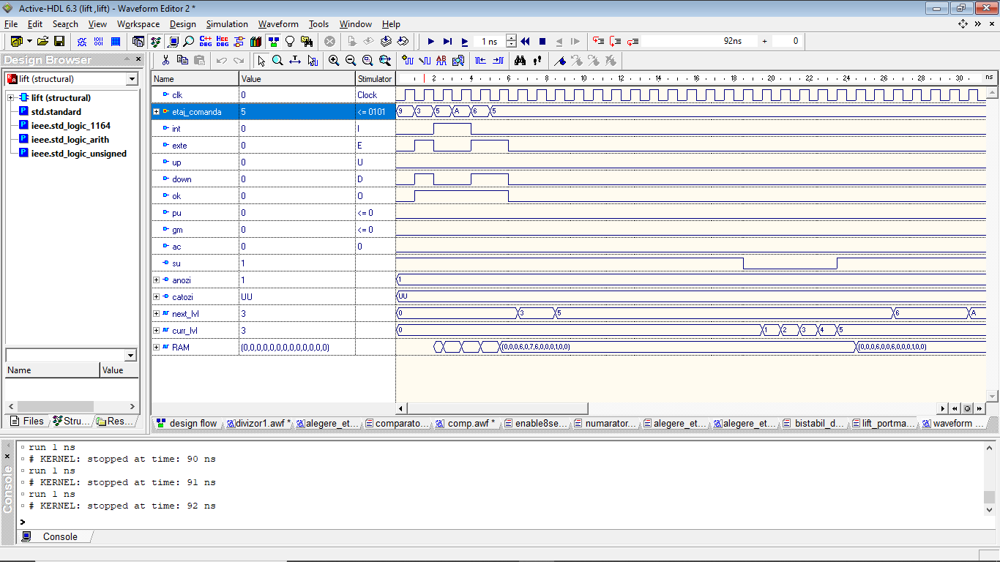 Active-HDL 6.3 (lift ,lift) - Waveform Editor 2 *
File Edit Search View Workspace Design Simulation Waveform Tools Window Help
1 ns 92ns + 0
Design Browser
lift (structural)
lift (structural)
std.standard
ieee.std_logic_1164
ieee.std_logic_arith
ieee.std_logic_unsigned
Name Value
Files Stru... Res...
Name Value Stimulator 2 4 6 8 10 12 14 16 18 20 22 24 26 28 30 ns
clk 0 Clock
etaj_comanda 5 <= 0101 9 3 5 A 6 5
int 0 I
exte 0 E
up 0 U
down 0 D
ok 0 O
pu 0 <= 0
gm 0 <= 0
ac 0 0
su 1
anozi 1 1
catozi UU UU
next_lvl 3 0 3 5 6 A
curr_lvl 3 0 1 2 3 4 5
RAM (0,0,0,0,0,0,0,0,0,0,0,0,0) (0,0,0,6,0,7,6,0,0,0,1,0,0) (0,0,0,6,0,0,6,0,0,0,1,0,0)
design flow divizor1.awf * alegere_et... comparato... comp.awf * enable8se... numarator... alegere_et... alegere_et... bistabil_d... lift_portma... waveform ...
run 1 ns
# KERNEL: stopped at time: 90 ns
run 1 ns
# KERNEL: stopped at time: 91 ns
run 1 ns
# KERNEL: stopped at time: 92 ns
>
Console
Console